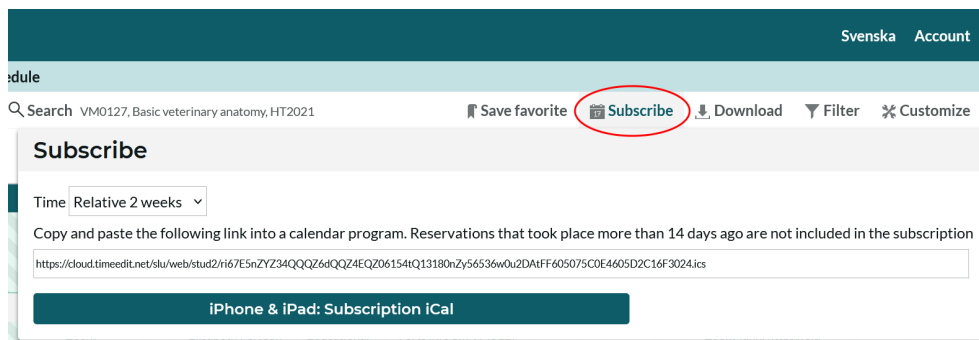 Svenska Account
edule
Search VM0127, Basic veterinary anatomy, HT2021 Save favorite 17 Subscribe Download Filter Customize
Subscribe
Time Relative 2 weeks
Copy and paste the following link into a calendar program. Reservations that took place more than 14 days ago are not included in the subscription
https://cloud.timeedit.net/slu/web/stud2/ri67E5nZYZ34QQQZ6dQQZ4EQZ06154tQ13180nZy56536w0u2DAtFF605075C0E4605D2C16F3024.ics
iPhone & iPad: Subscription iCal